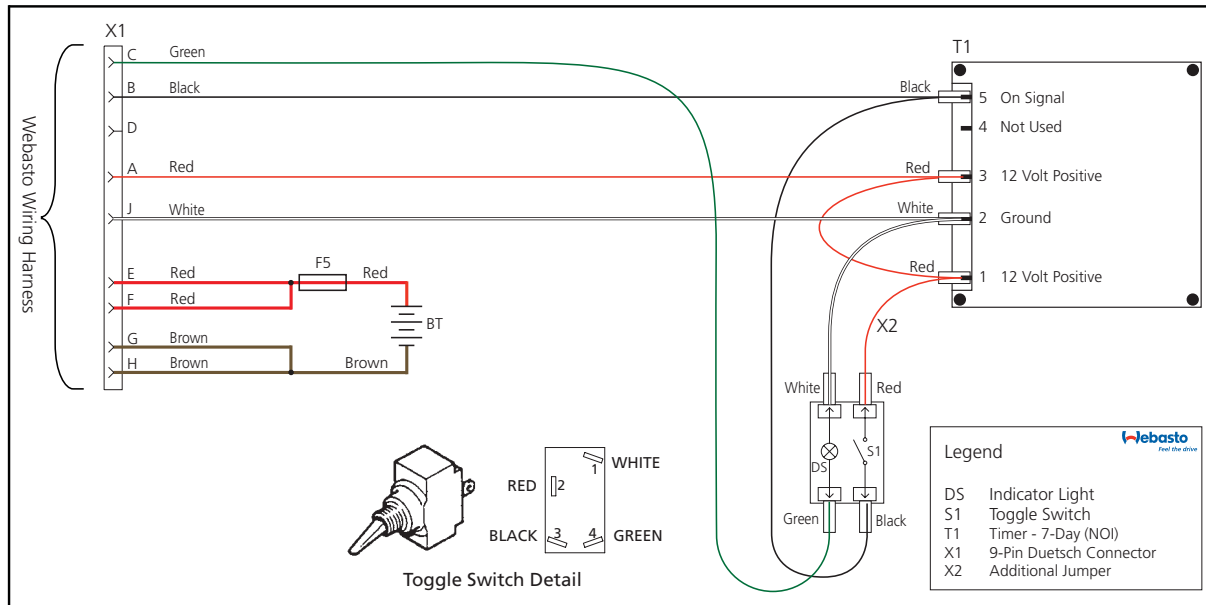 X1
C Green
B Black
D
A Red
J White
E Red
F Red
G Brown
H Brown
Webasto Wiring Harness
F5
Red
BT
Brown
T1
Black
5 On Signal
4 Not Used
Red
3 12 Volt Positive
White
2 Ground
Red
1 12 Volt Positive
X2
White
Red
DS
S1
Green
Black
1 WHITE
RED 2
BLACK 3
4 GREEN
Toggle Switch Detail
Legend
Webasto
Feel the drive
DS Indicator Light
S1 Toggle Switch
T1 Timer - 7-Day (NOI)
X1 9-Pin Duetsch Connector
X2 Additional Jumper